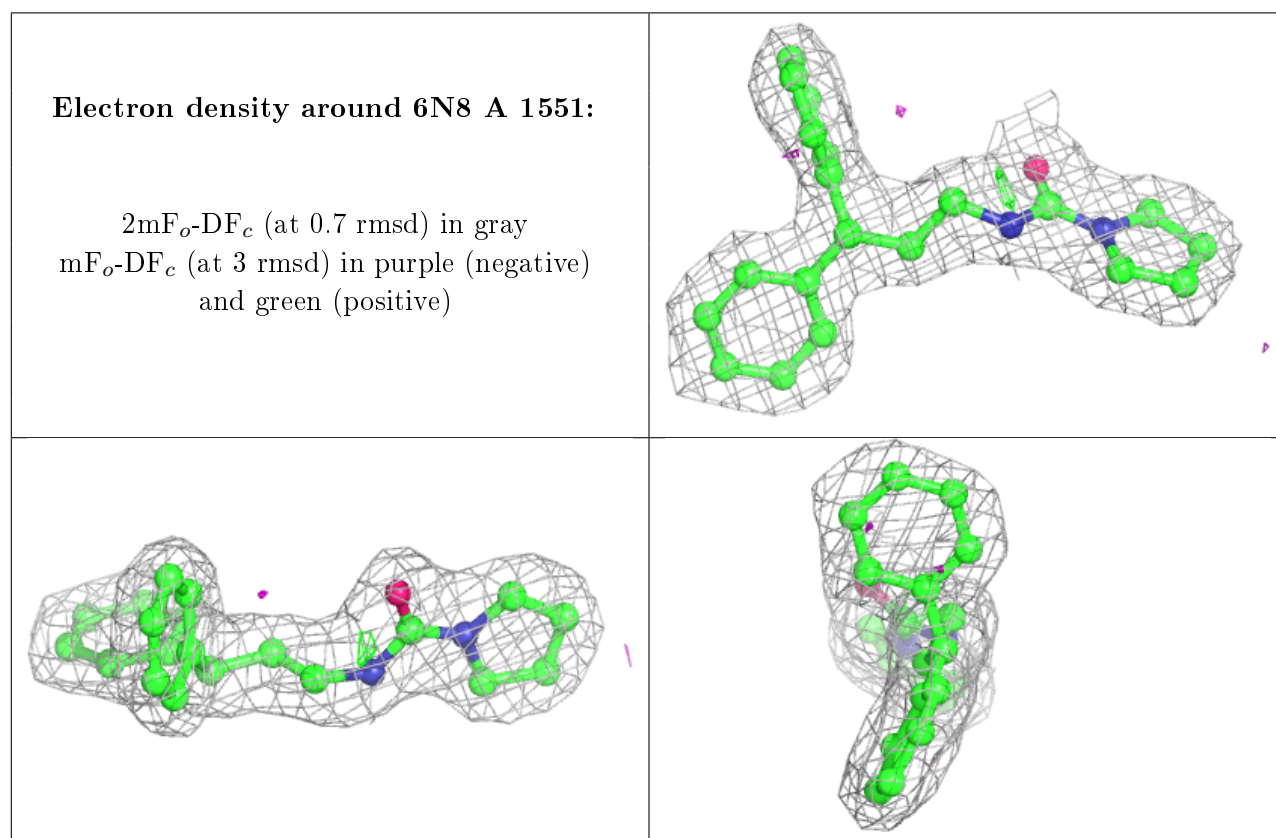 Electron density around 6N8 A 1551:
2mFo-DFc (at 0.7 rmsd) in gray
mFo-DFc (at 3 rmsd) in purple (negative)
and green (positive)